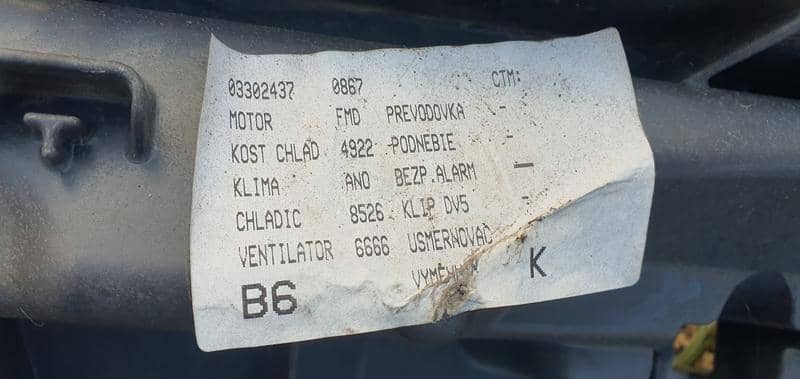 03302437 0867 CTM:
MOTOR FMD PREVODOVKA -
KOST CHLAD 4922 PODNEBIE -
KLIMA ANO BEZP.ALARM -
CHLADIC 8526 KLIP DV5 -
VENTILATOR 6666 USMERNOVAC
B6 K